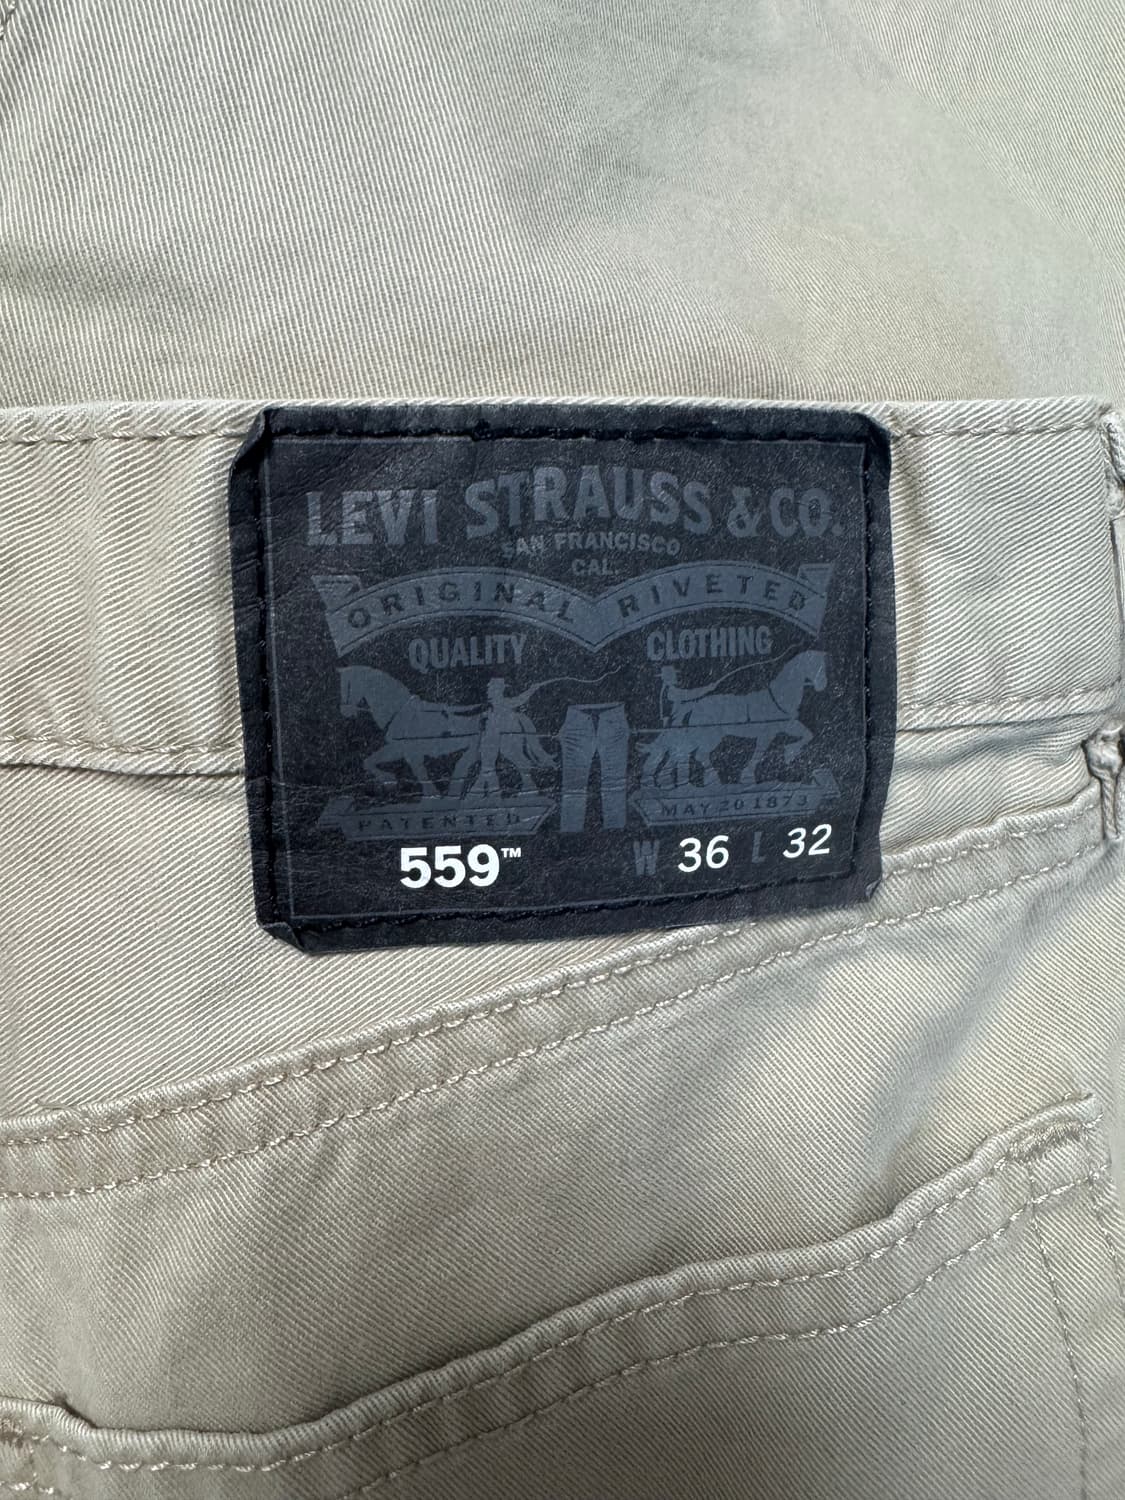 LEVI STRAUSS & CO.
SAN FRANCISCO
CAL.
ORIGINAL RIVETED
QUALITY CLOTHING
PATENTED MAY 20 1873
559™ W 36 L 32